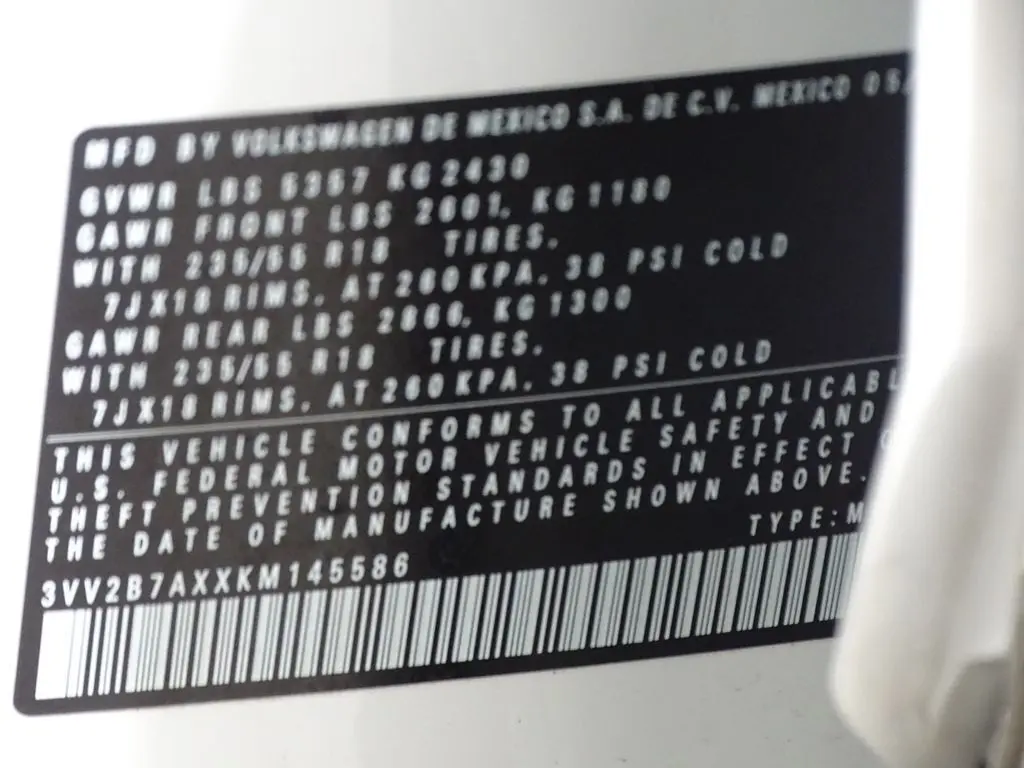 MFD BY VOLKSWAGEN DE MEXICO S.A. DE C.V. MEXICO 05
GVWR LBS 5357 KG 2430
GAWR FRONT LBS 2601, KG 1180
WITH 235/55 R18 TIRES,
7JX18 RIMS, AT 260 KPA, 38 PSI COLD
GAWR REAR LBS 2866, KG 1300
WITH 235/55 R18 TIRES,
7JX18 RIMS, AT 260 KPA, 38 PSI COLD
THIS VEHICLE CONFORMS TO ALL APPLICABL
U.S. FEDERAL MOTOR VEHICLE SAFETY AND
THEFT PREVENTION STANDARDS IN EFFECT
THE DATE OF MANUFACTURE SHOWN ABOVE.
TYPE: M
3VV2B7AXXKM145586